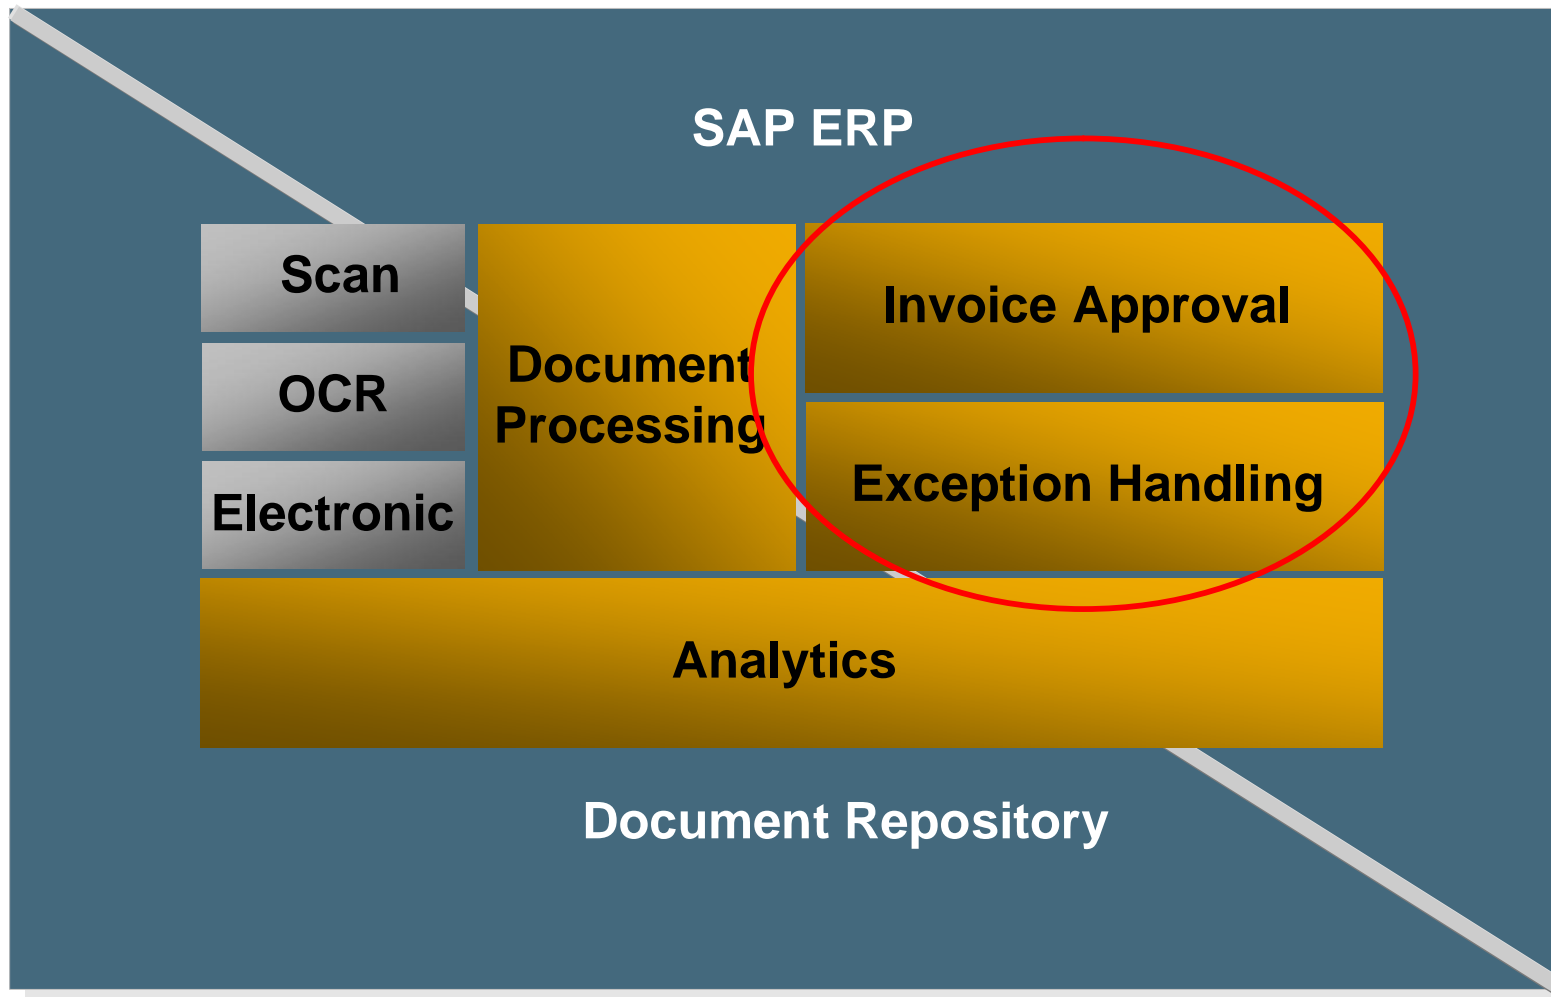 SAP ERP
Scan
OCR
Electronic
Document
Processing
Invoice Approval
Exception Handling
Analytics
Document Repository